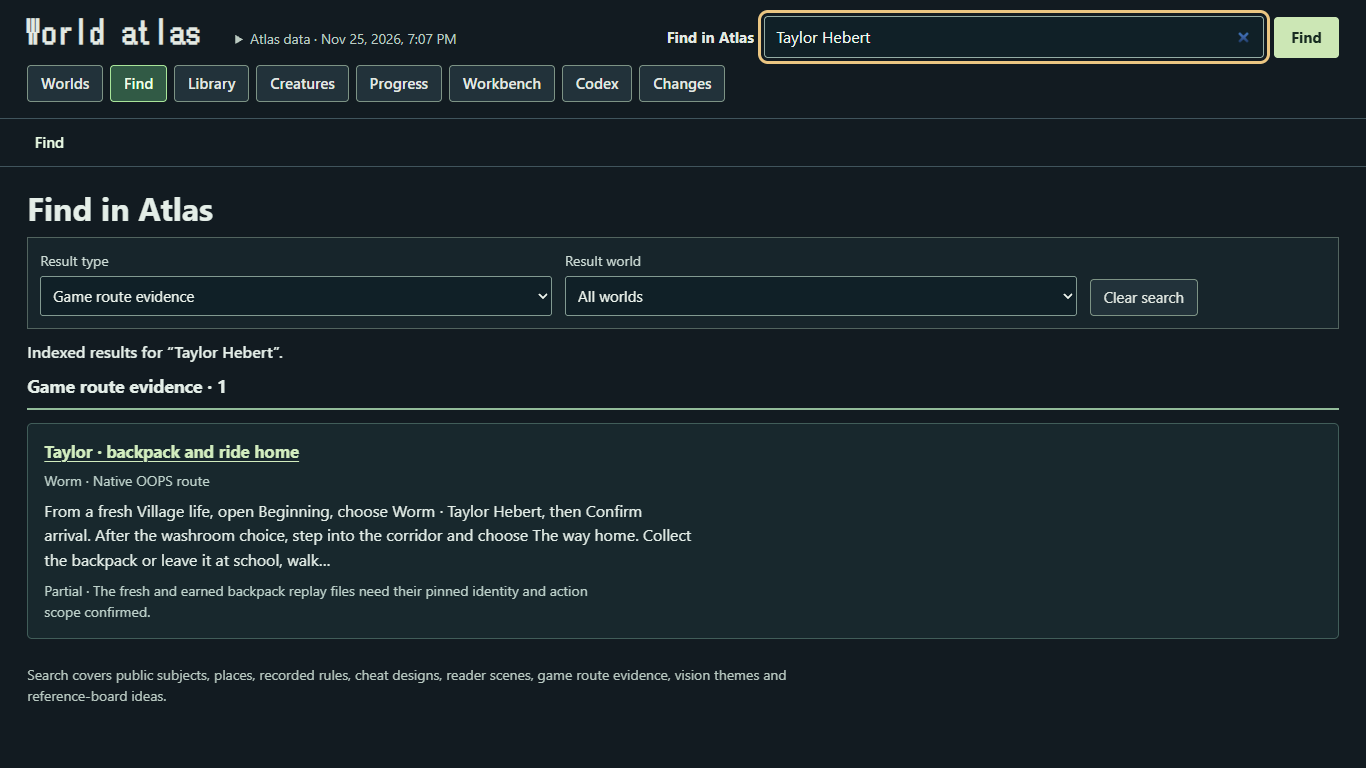 World atlas
▶ Atlas data · Nov 25, 2026, 7:07 PM
Find in Atlas
Taylor Hebert
Find
Worlds
Find
Library
Creatures
Progress
Workbench
Codex
Changes
Find
Find in Atlas
Result type
Result world
Game route evidence
All worlds
Clear search
Indexed results for “Taylor Hebert”.
Game route evidence · 1
Taylor · backpack and ride home
Worm · Native OOPS route
From a fresh Village life, open Beginning, choose Worm · Taylor Hebert, then Confirm
arrival. After the washroom choice, step into the corridor and choose The way home. Collect
the backpack or leave it at school, walk…
Partial · The fresh and earned backpack replay files need their pinned identity and action
scope confirmed.
Search covers public subjects, places, recorded rules, cheat designs, reader scenes, game route evidence, vision themes and
reference-board ideas.